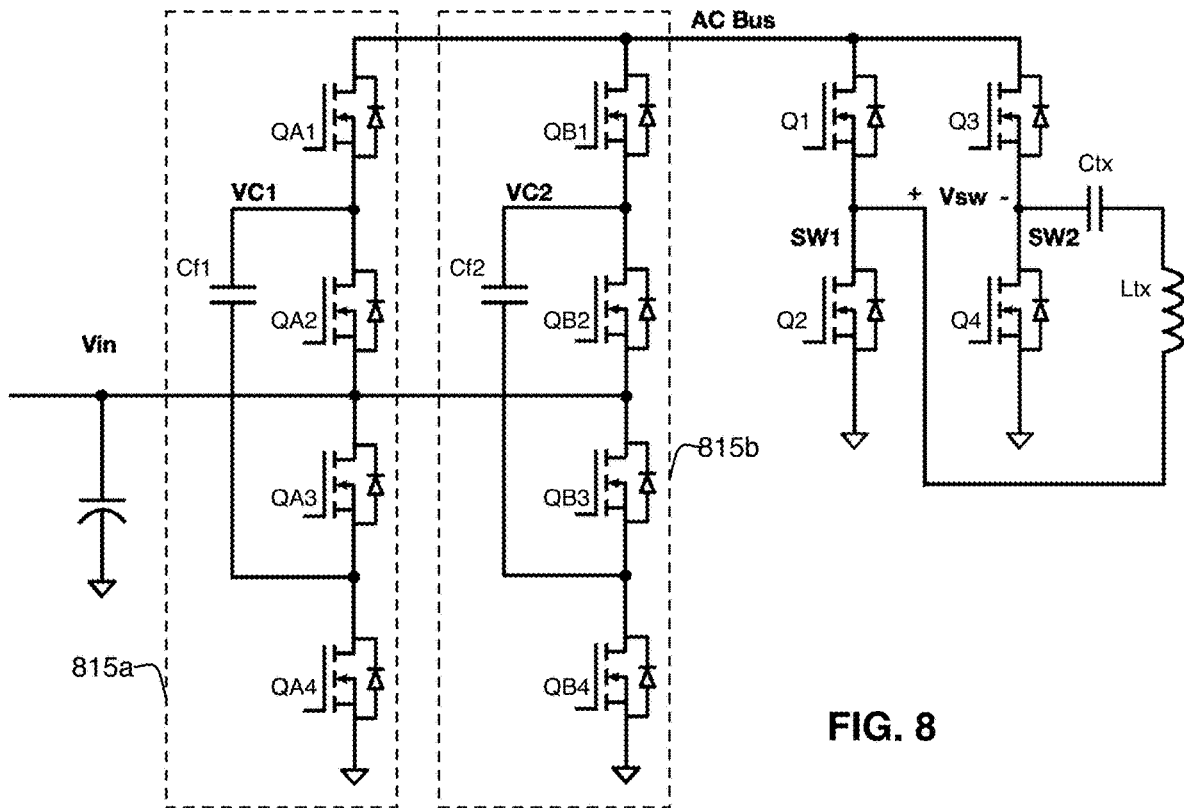 AC Bus
QA1
QB1
Q1
Q3
Ctx
VC1
VC2
+ Vsw -
SW1
SW2
Cf1
Cf2
Ltx
QA2
QB2
Q2
Q4
Vin
815b
QA3
QB3
815a
QA4
QB4
FIG. 8